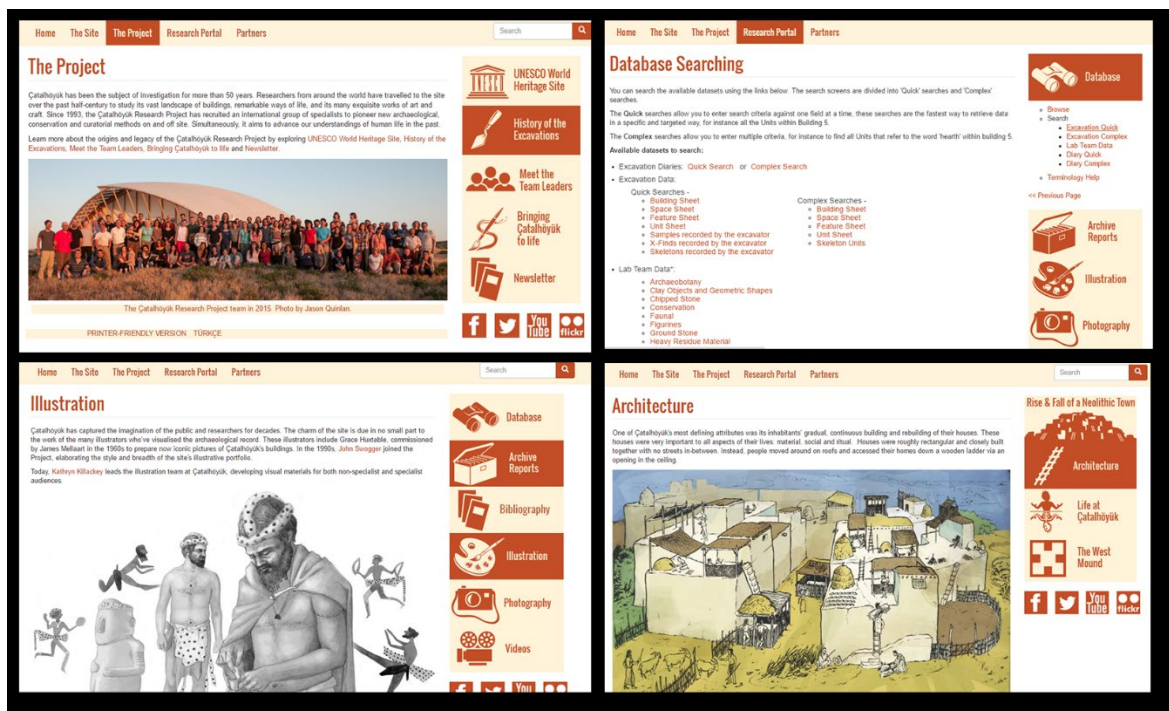 Home The Site The Project Research Portal Partners
Search
The Project
Çatalhöyük has been the subject of investigation for more than 50 years. Researchers from around the world have travelled to the site
over the past half-century to study its vast landscape of buildings, remarkable ways of life, and its many exquisite works of art and
craft. Since 1993, the Çatalhöyük Research Project has recruited an international group of specialists to pioneer new archaeological,
conservation and curatorial methods on and off site. Simultaneously, it aims to advance our understandings of human life in the past.
Learn more about the origins and legacy of the Çatalhöyük Research Project by exploring UNESCO World Heritage Site, History of the
Excavations, Meet the Team Leaders, Bringing Çatalhöyük to life and Newsletter.
The Çatalhöyük Research Project team in 2015. Photo by Jason Quinlan.
PRINTER-FRIENDLY VERSION TÜRKÇE
UNESCO World
Heritage Site
History of the
Excavations
Meet the
Team Leaders
Bringing
Çatalhöyük
to life
Newsletter
f
You
Tube
flickr
Home The Site The Project Research Portal Partners
Database Searching
You can search the available datasets using the links below. The search screens are divided into 'Quick' searches and 'Complex'
searches.
The Quick searches allow you to enter search criteria against one field at a time, these are the fastest way to retrieve data
in a specific and targeted way, for instance all the Units within Building 5.
The Complex searches allow you to enter multiple criteria, for instance to find all Units that refer to the word 'hearth' within building 5.
Available datasets to search:
Excavation Diaries: Quick Search or Complex Search
Excavation Data:
Quick Searches -
Building Sheet
Space Sheet
Feature Sheet
Unit Sheet
Samples recorded by the excavator
X-Finds recorded by the excavator
Skeletons recorded by the excavator
Complex Searches -
Building Sheet
Space Sheet
Feature Sheet
Unit Sheet
Skeleton Units
Lab Team Data*:
Archaeobotany
Clay Objects and Geometric Shapes
Chipped Stone
Conservation
Faunal
Figurines
Ground Stone
Heavy Residue Material
Database
Browse
Search
Excavation Quick
Excavation Complex
Lab Team Data
Diary Quick
Diary Complex
Terminology Help
<< Previous Page
Archive
Reports
Illustration
Photography
Home The Site The Project Research Portal Partners
Search
Illustration
Çatalhöyük has captured the imagination of the public and researchers for decades. The charm of the site is due in no small part to
the work of the many illustrators who've visualised the archaeological record. These illustrators include Grace Huxtable, commissioned
by James Mellaart in the 1960s to prepare now iconic pictures of Çatalhöyük's buildings. In the 1990s, John Swogger joined the
Project, elaborating the style and breadth of the site's illustrative portfolio.
Today, Kathryn Killackey leads the illustration team at Çatalhöyük, developing visual materials for both non-specialist and specialist
audiences.
Database
Archive
Reports
Bibliography
Illustration
Photography
Videos
You
Home The Site The Project Research Portal Partners
Search
Architecture
One of Çatalhöyük's most defining attributes was its inhabitants' gradual, continuous building and rebuilding of their houses. These
houses were very important to all aspects of their lives: material, social and ritual. Houses were roughly rectangular and closely built
together with no streets in-between. Instead, people moved around on roofs and accessed their homes down a wooden ladder via an
opening in the ceiling.
Rise & Fall of a Neolithic Town
Architecture
Life at
Çatalhöyük
The West
Mound
f
You
Tube
flickr